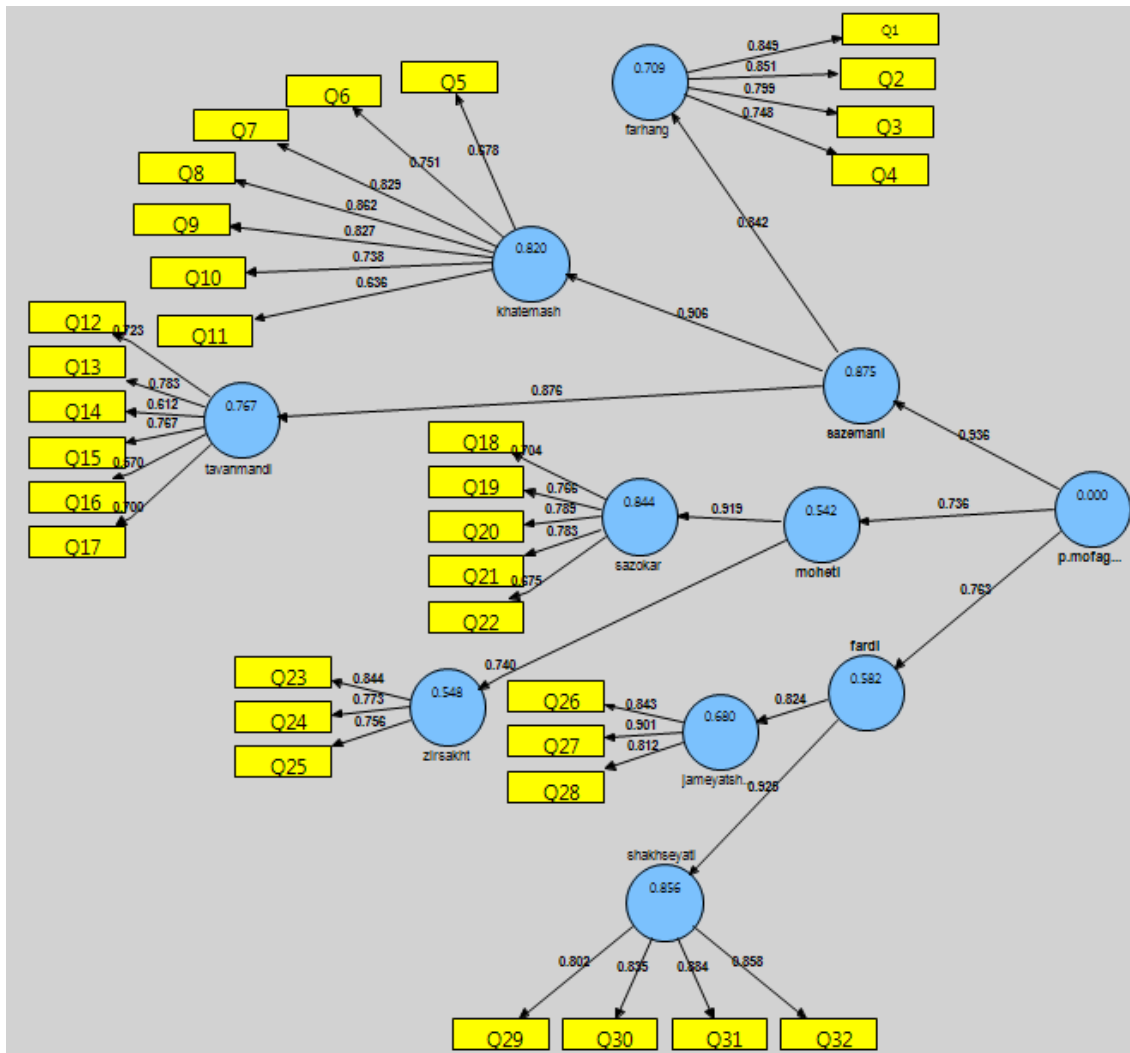 Q1
0.849
0.709
0.851
Q2
0.799
0.748
Q3
farhang
Q4
Q5
Q6
Q7
0.678
0.751
Q8
0.829
0.862
Q9
0.827
0.820
Q10
0.738
0.636
khatemash
Q11
0.842
0.906
Q12
0.723
Q13
0.783
0.876
0.875
Q14
0.612
0.767
0.767
sazemani
Q15
0.570
tavanmandi
Q16
0.700
Q17
Q18
0.704
0.936
Q19
0.766
0.844
0.919
0.542
0.736
0.000
Q20
0.789
0.783
Q21
sazokar
moheti
p.mofag...
0.675
Q22
0.763
fardi
0.740
Q23
0.844
0.548
0.582
Q24
0.773
0.756
Q25
zirsakht
Q26
0.843
0.680
0.824
Q27
0.901
0.812
Q28
jameyatsh...
0.925
shakhseyati
0.856
0.802
0.835
0.884
0.858
Q29
Q30
Q31
Q32